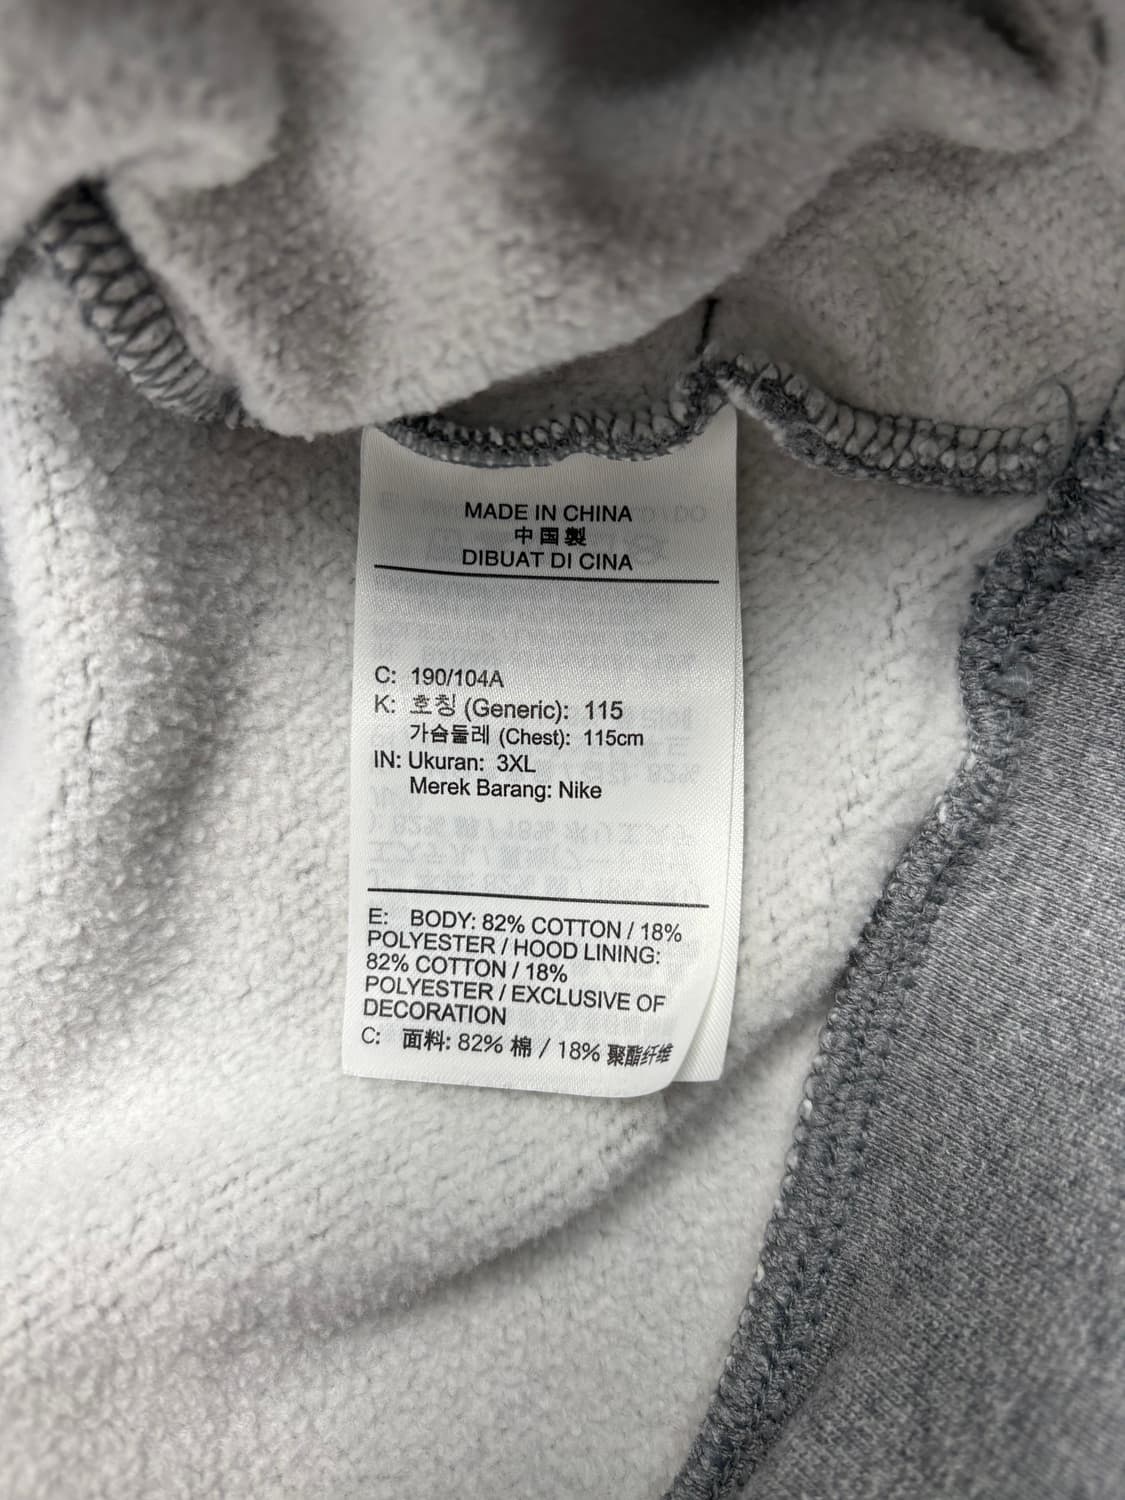 MADE IN CHINA
中国製
DIBUAT DI CINA
C: 190/104A
K: 호칭 (Generic): 115
가슴둘레 (Chest): 115cm
IN: Ukuran: 3XL
Merek Barang: Nike
E: BODY: 82% COTTON / 18%
POLYESTER / HOOD LINING:
82% COTTON / 18%
POLYESTER / EXCLUSIVE OF
DECORATION
C: 面料: 82% 棉 / 18% 聚酯纤维